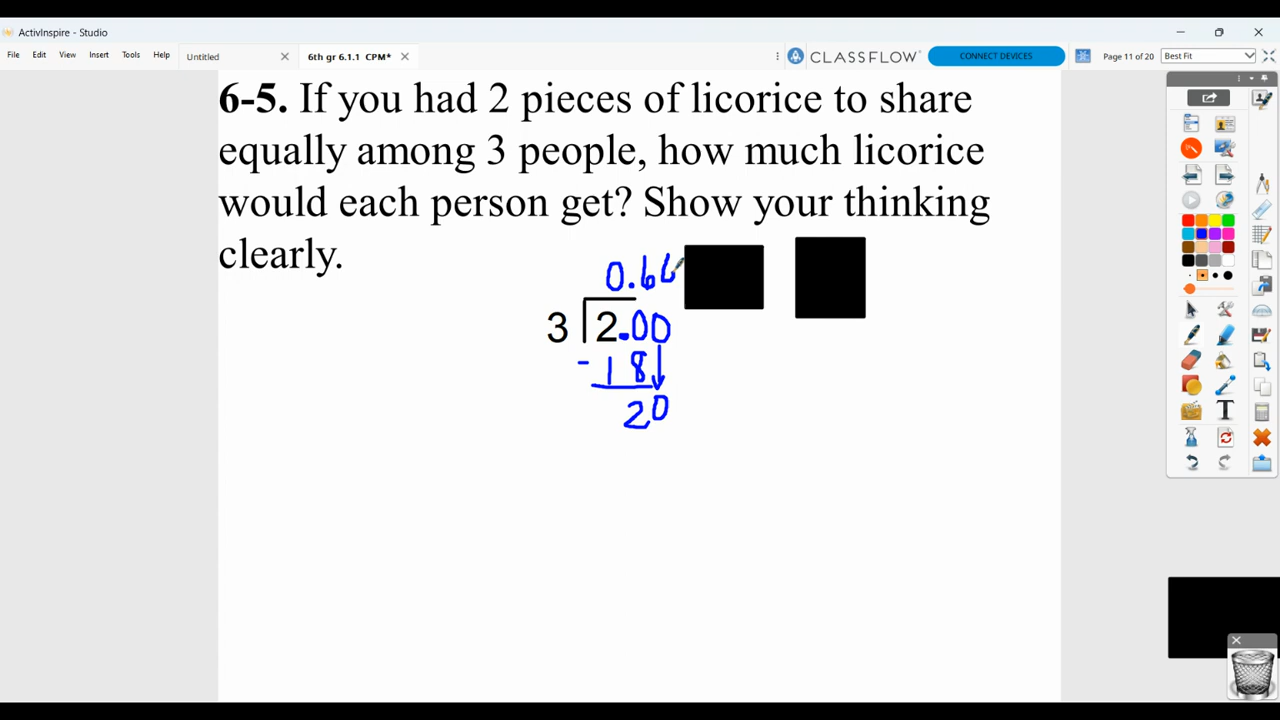 ActivInspire - Studio
File Edit View Insert Tools Help Untitled 6th gr 6.1.1 CPM* CLASSFLOW CONNECT DEVICES Page 11 of 20 Best Fit
6-5. If you had 2 pieces of licorice to share
equally among 3 people, how much licorice
would each person get? Show your thinking
clearly.
0.66
3 2.00
- 18
20